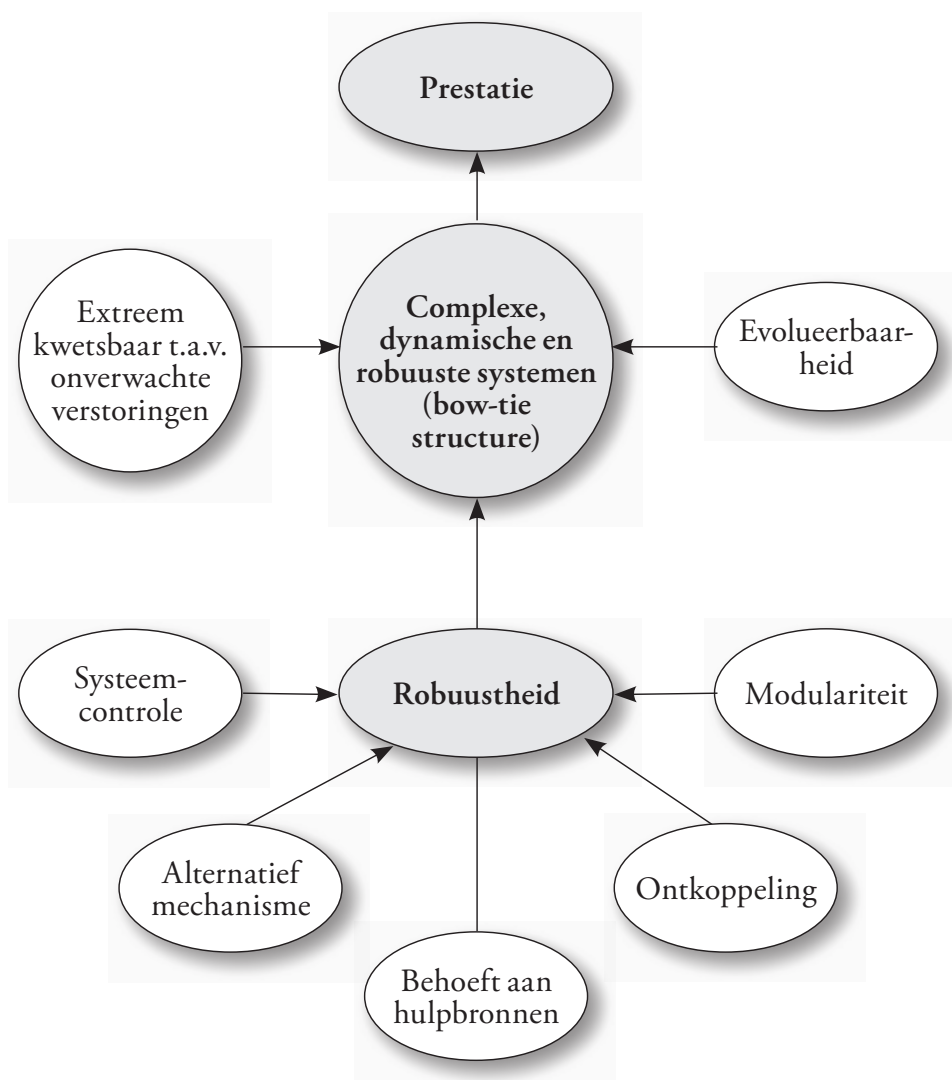 Prestatie
Extreem
kwetsbaar t.a.v.
onverwachte
verstoringen
Complexe,
dynamische en
robuuste systemen
(bow-tie
structure)
Evolueerbaar-
heid
Systeem-
controle
Robuustheid
Modulariteit
Alternatief
mechanisme
Ontkoppeling
Behoeft aan
hulpbronnen